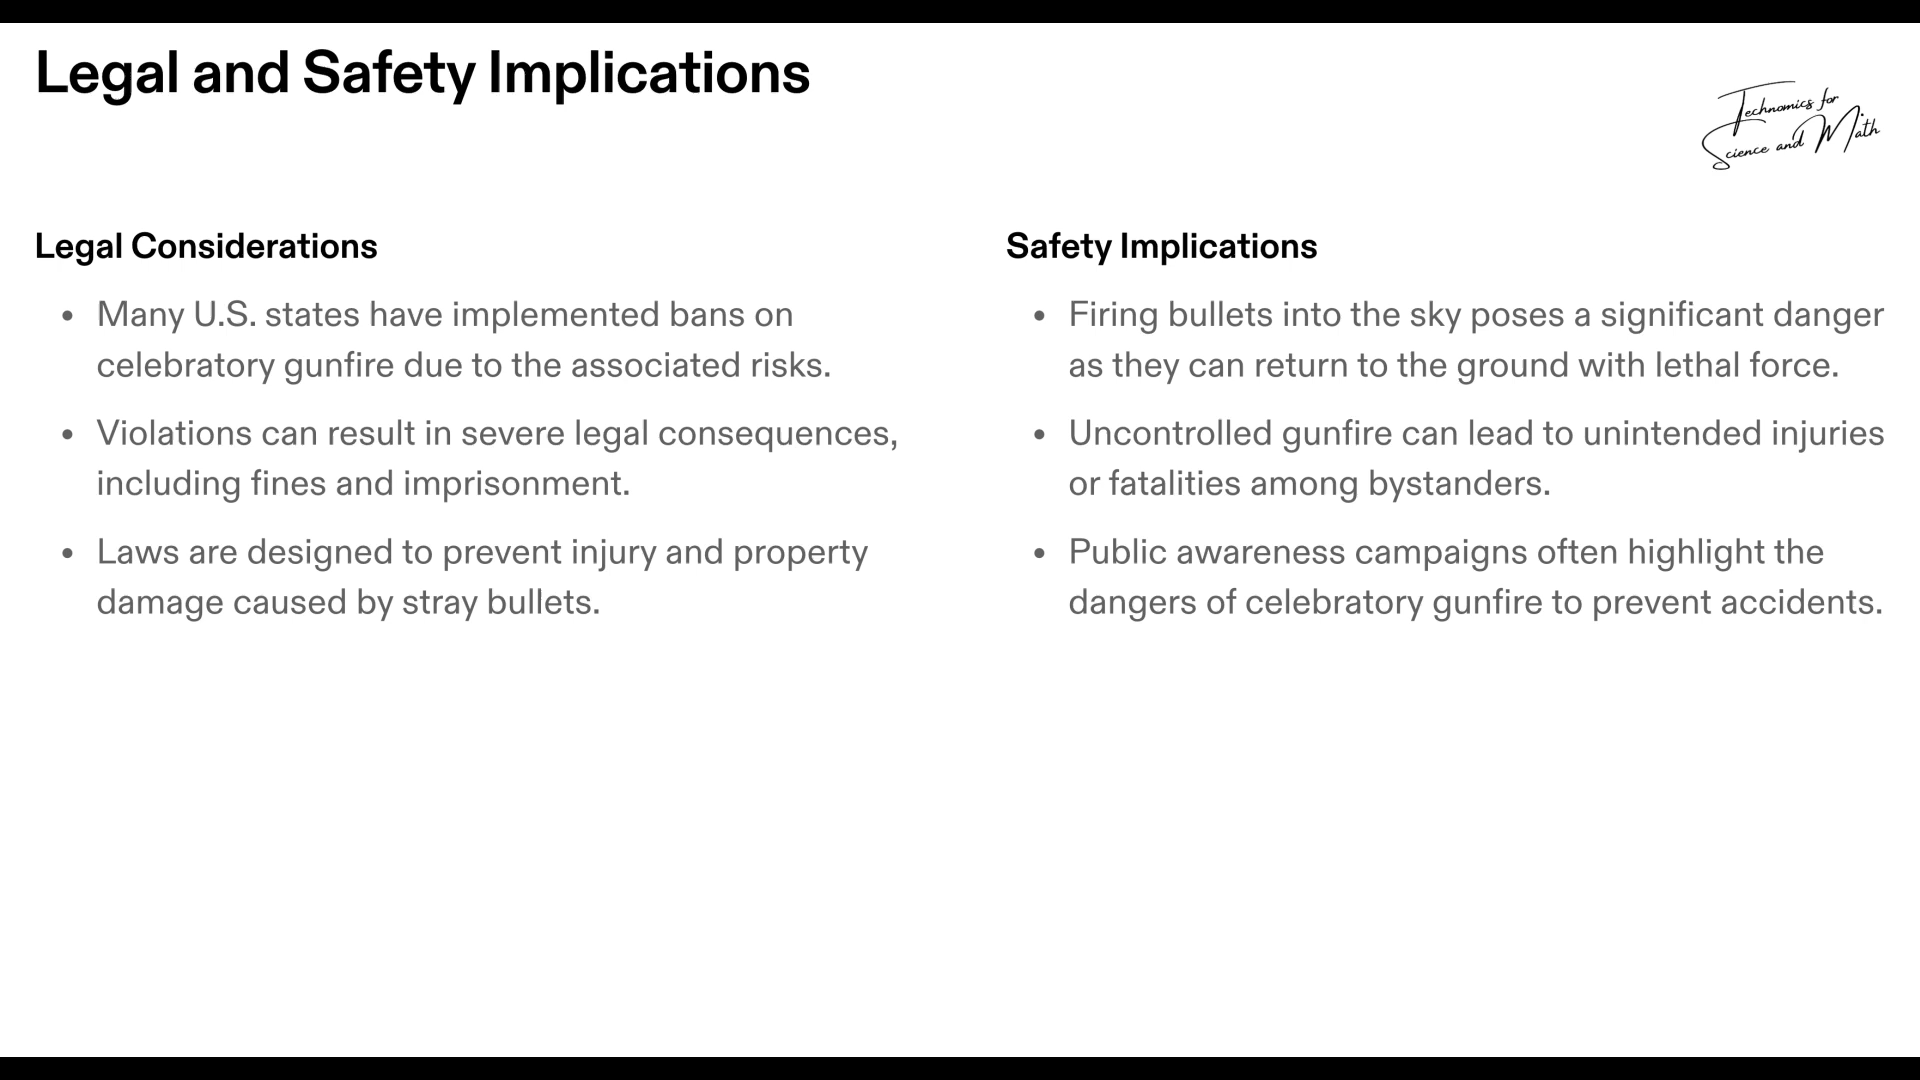 Legal and Safety Implications
Technomics for
Science and Math
Legal Considerations
• Many U.S. states have implemented bans on
celebratory gunfire due to the associated risks.
• Violations can result in severe legal consequences,
including fines and imprisonment.
• Laws are designed to prevent injury and property
damage caused by stray bullets.
Safety Implications
• Firing bullets into the sky poses a significant danger
as they can return to the ground with lethal force.
• Uncontrolled gunfire can lead to unintended injuries
or fatalities among bystanders.
• Public awareness campaigns often highlight the
dangers of celebratory gunfire to prevent accidents.